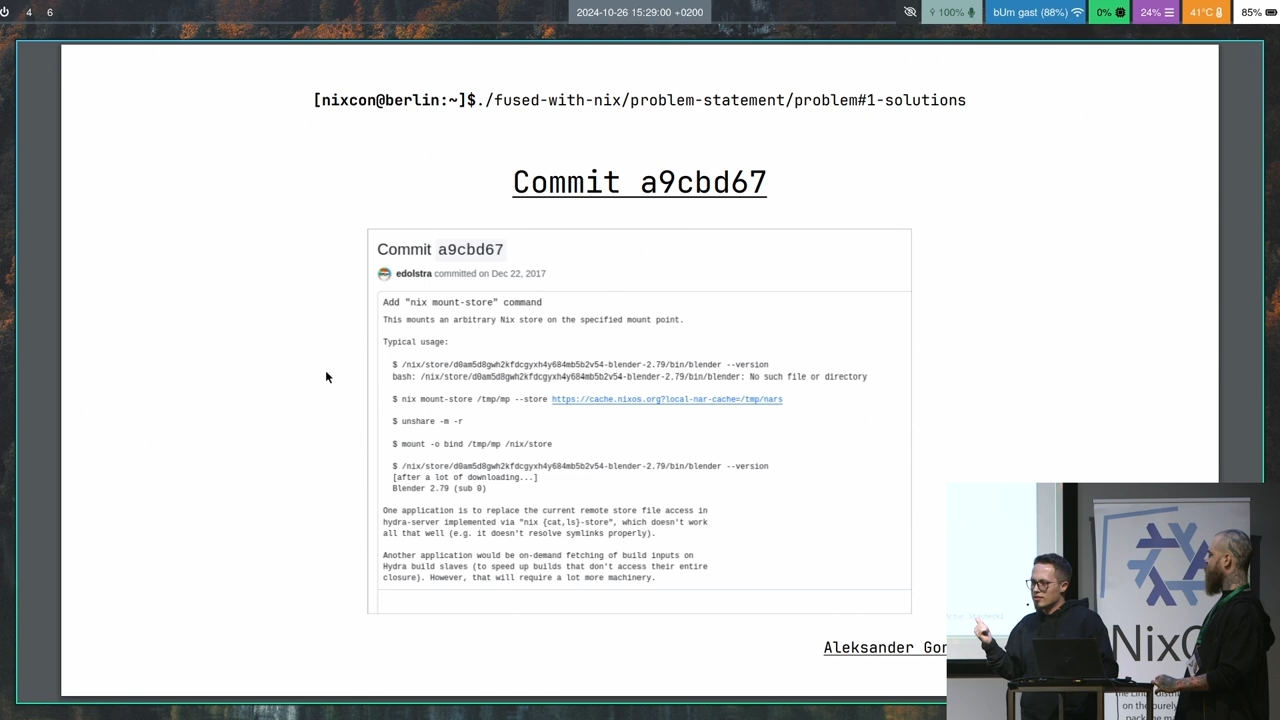 4 6
2024-10-26 15:29:00 +0200
100%
bUm gast (88%)
0%
24%
41°C
85%
[nixcon@berlin:~]$./fused-with-nix/problem-statement/problem#1-solutions
Commit a9cbd67
Commit a9cbd67
edolstra committed on Dec 22, 2017
Add "nix mount-store" command
This mounts an arbitrary Nix store on the specified mount point.
Typical usage:
$ /nix/store/d0am5d8gwh2kfdcgyxh4y684mb5b2v54-blender-2.79/bin/blender --version
bash: /nix/store/d0am5d8gwh2kfdcgyxh4y684mb5b2v54-blender-2.79/bin/blender: No such file or directory
$ nix mount-store /tmp/mp --store https://cache.nixos.org?local-nar-cache=/tmp/nars
$ unshare -m -r
$ mount -o bind /tmp/mp /nix/store
$ /nix/store/d0am5d8gwh2kfdcgyxh4y684mb5b2v54-blender-2.79/bin/blender --version
[after a lot of downloading...]
Blender 2.79 (sub 0)
One application is to replace the current remote store file access in
hydra-server implemented via "nix {cat,ls}-store", which doesn't work
all that well (e.g. it doesn't resolve symlinks properly).
Another application would be on-demand fetching of build inputs on
Hydra build slaves (to speed up builds that don't access their entire
closure). However, that will require a lot more machinery.
Aleksander Gon
NixC
on the purely